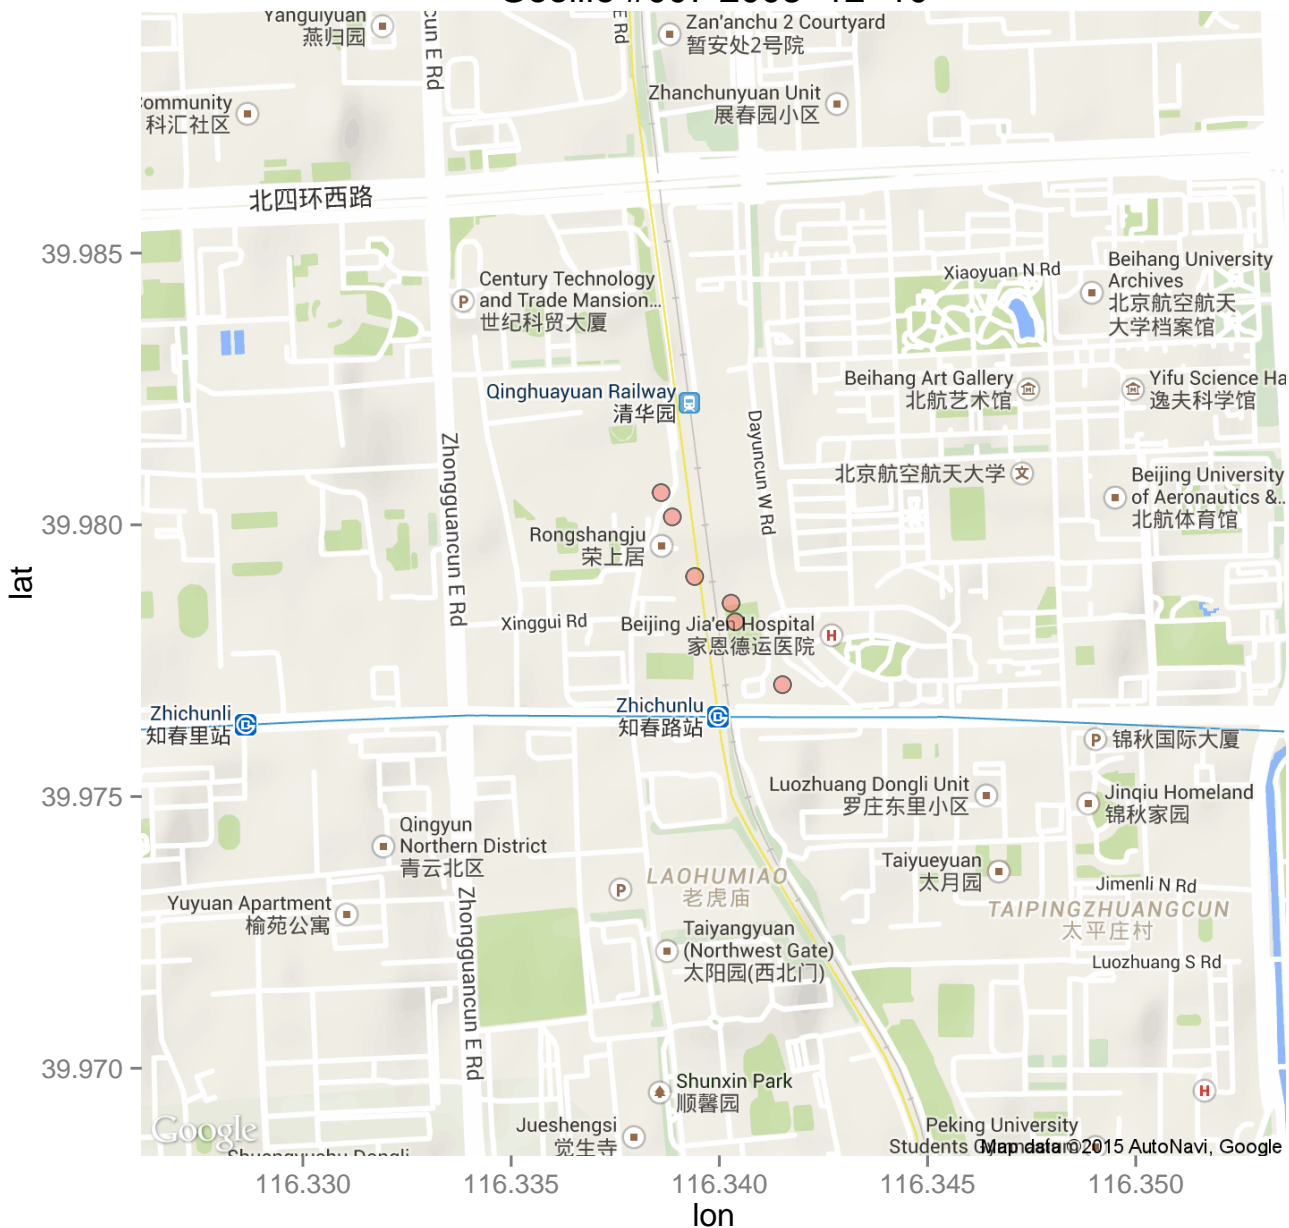 Yanguiyuan
燕归园
Zan'anchu 2 Courtyard
暂安处2号院
E Rd
Community
科汇社区
Zhanchunyuan Unit
展春园小区
北四环西路
Century Technology
and Trade Mansion...
世纪科贸大厦
Xiaoyuan N Rd
Beihang University
Archives
北京航空航天
大学档案馆
Qinghuayuan Railway
清华园
Beihang Art Gallery
北航艺术馆
Yifu Science Ha
逸夫科学馆
Zhongguancun E Rd
Dayuncun W Rd
北京航空航天大学
Beijing University
of Aeronautics &..
北航体育馆
Rongshangju
荣上居
Xinggui Rd
Beijing Jia'en Hospital
家恩德运医院
H
Zhichunli
知春里站
Zhichunlu
知春路站
P 锦秋国际大厦
Luozhuang Dongli Unit
罗庄东里小区
Jinqiu Homeland
锦秋家园
Qingyun
Northern District
青云北区
LAOHUMIAO
老虎庙
Taiyueyuan
太月园
Jimenli N Rd
Yuyuan Apartment
榆苑公寓
Zhongguancun E Rd
TAIPINGZHUANGCUN
太平庄村
Taiyangyuan
(Northwest Gate)
太阳园(西北门)
Luozhuang S Rd
Shunxin Park
顺馨园
Jueshengsi
觉生寺
Peking University
Students
Google
Map data ©2015 AutoNavi, Google
39.985
39.980
39.975
39.970
lat
116.330
116.335
116.340
116.345
116.350
lon